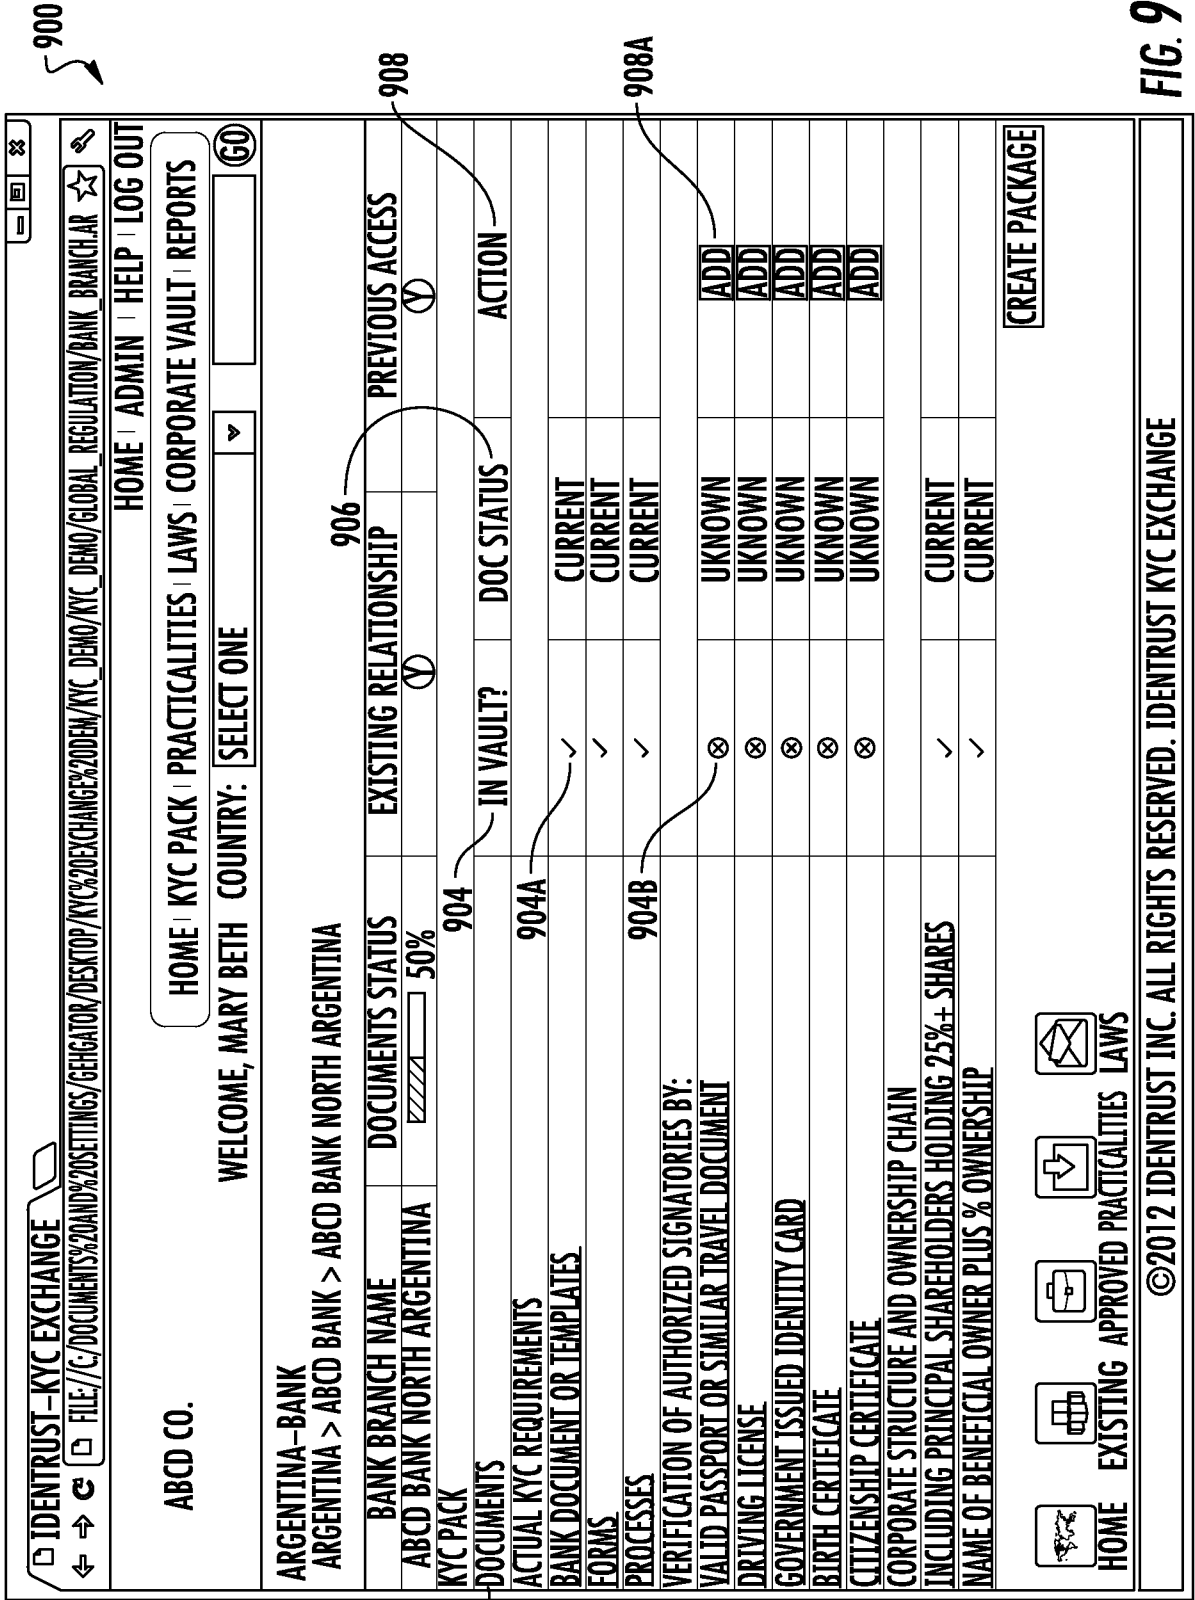 900
IDENTRUST–KYC EXCHANGE
FILE://C:/DOCUMENTS%20AND%20SETTINGS/GEHGATOR/DESKTOP/KYC%20EXCHANGE%20DEM/KYC_DEMO/KYC_DEMO/GLOBAL_REGULATION/BANK_BRANCH.AR
HOME | ADMIN | HELP | LOG OUT
ABCD CO.
HOME | KYC PACK | PRACTICALITIES | LAWS | CORPORATE VAULT | REPORTS
WELCOME, MARY BETH COUNTRY: SELECT ONE GO
ARGENTINA–BANK
ARGENTINA > ABCD BANK > ABCD BANK NORTH ARGENTINA
906
908
BANK BRANCH NAME DOCUMENTS STATUS EXISTING RELATIONSHIP PREVIOUS ACCESS
ABCD BANK NORTH ARGENTINA 50% Y Y
KYC PACK
904
DOCUMENTS IN VAULT? DOC STATUS ACTION
ACTUAL KYC REQUIREMENTS
904A
BANK DOCUMENT OR TEMPLATES ✓ CURRENT
FORMS ✓ CURRENT
PROCESSES ✓ CURRENT
904B
908A
VERIFICATION OF AUTHORIZED SIGNATORIES BY:
VALID PASSPORT OR SIMILAR TRAVEL DOCUMENT ⊗ UKNOWN ADD
DRIVING LICENSE ⊗ UKNOWN ADD
GOVERNMENT ISSUED IDENTITY CARD ⊗ UKNOWN ADD
BIRTH CERTIFICATE ⊗ UKNOWN ADD
CITIZENSHIP CERTIFICATE ⊗ UKNOWN ADD
CORPORATE STRUCTURE AND OWNERSHIP CHAIN
INCLUDING PRINCIPAL SHAREHOLDERS HOLDING 25%+ SHARES ✓ CURRENT
NAME OF BENEFICIAL OWNER PLUS % OWNERSHIP ✓ CURRENT
CREATE PACKAGE
HOME EXISTING APPROVED PRACTICALITIES LAWS
©2012 IDENTRUST INC. ALL RIGHTS RESERVED. IDENTRUST KYC EXCHANGE
FIG. 9